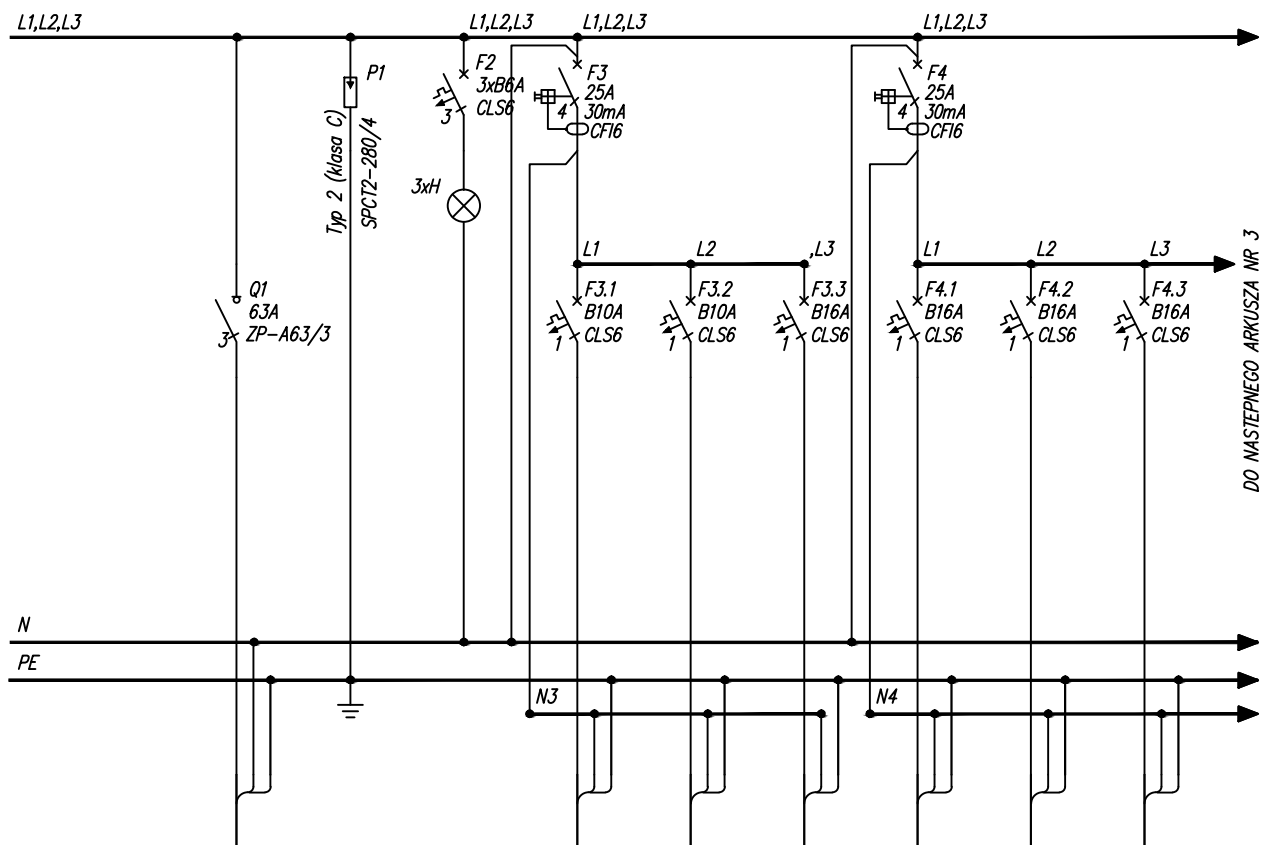 L1,L2,L3
L1,L2,L3
L1,L2,L3
L1,L2,L3
P1
Typ 2 (klasa C)
SPCT2-280/4
F2
3xB6A
CLS6
3
3xH
F3
25A
30mA
CFI6
4
F4
25A
30mA
CFI6
4
L1
L2
,L3
L1
L2
L3
Q1
63A
ZP-A63/3
3
F3.1
B10A
CLS6
1
F3.2
B10A
CLS6
1
F3.3
B16A
CLS6
1
F4.1
B16A
CLS6
1
F4.2
B16A
CLS6
1
F4.3
B16A
CLS6
1
DO NASTEPNEGO ARKUSZA NR 3
N
PE
N3
N4